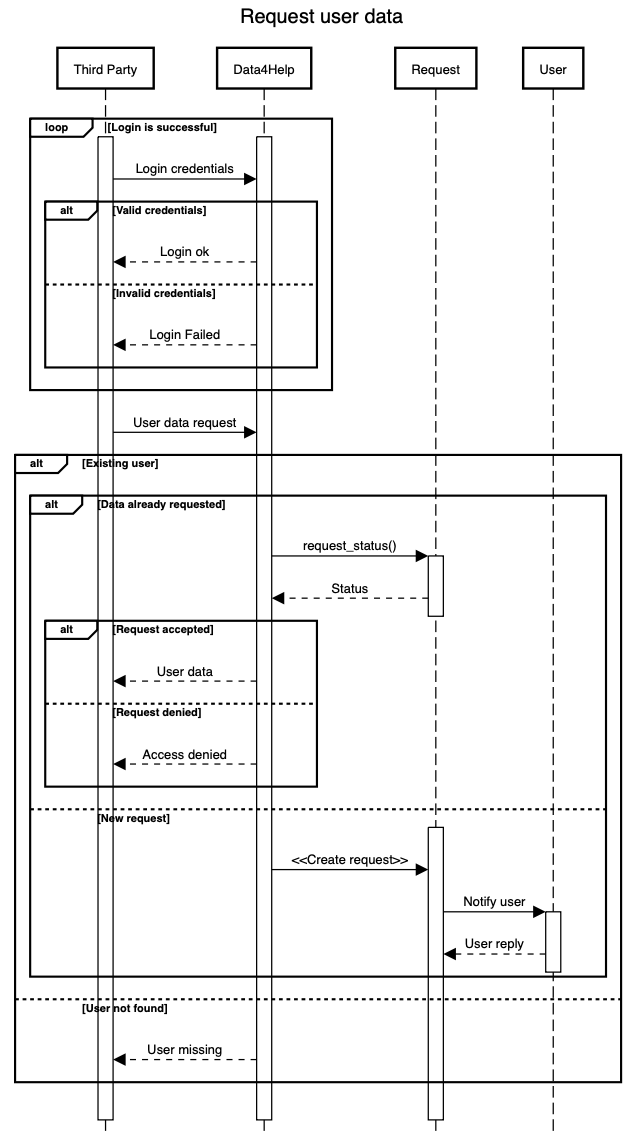 Request user data
Third Party
Data4Help
Request
User
loop
[Login is successful]
Login credentials
alt
[Valid credentials]
Login ok
[Invalid credentials]
Login Failed
User data request
alt
[Existing user]
alt
[Data already requested]
request_status()
Status
alt
[Request accepted]
User data
[Request denied]
Access denied
[New request]
<<Create request>>
Notify user
User reply
[User not found]
User missing